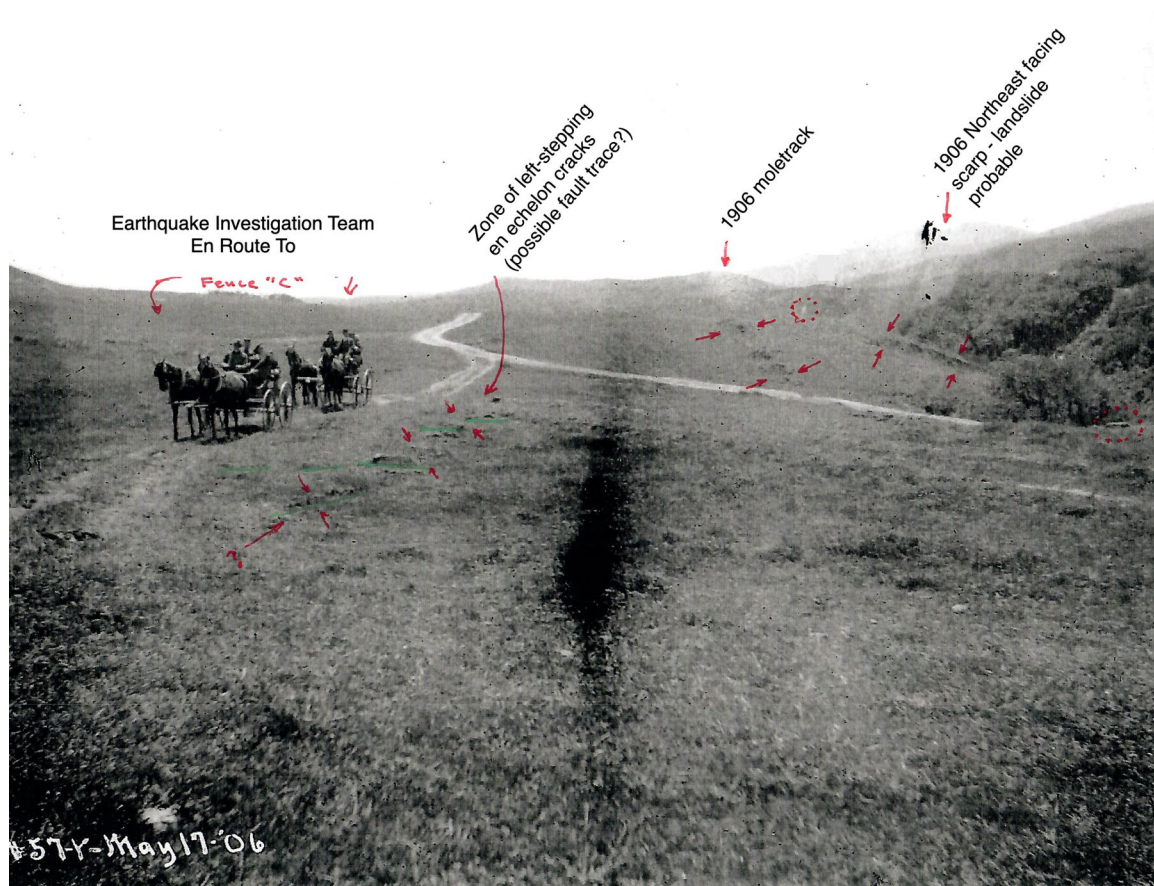 Earthquake Investigation Team
En Route To
Fence "C"
Zone of left-stepping
en echelon cracks
(possible fault trace?)
1906 moletrack
1906 Northeast facing
scarp - landslide
probable
?
#57-Y-May 17-'06